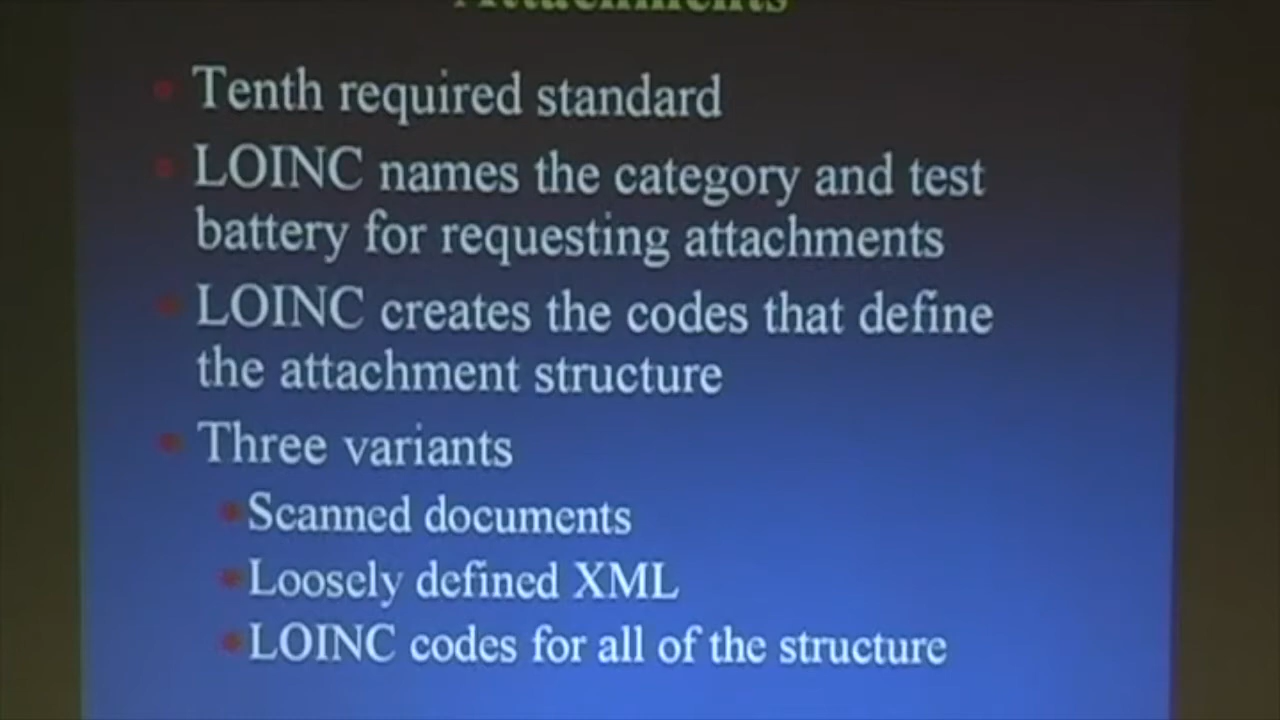 Attachments
Tenth required standard
LOINC names the category and test
battery for requesting attachments
LOINC creates the codes that define
the attachment structure
Three variants
Scanned documents
Loosely defined XML
LOINC codes for all of the structure